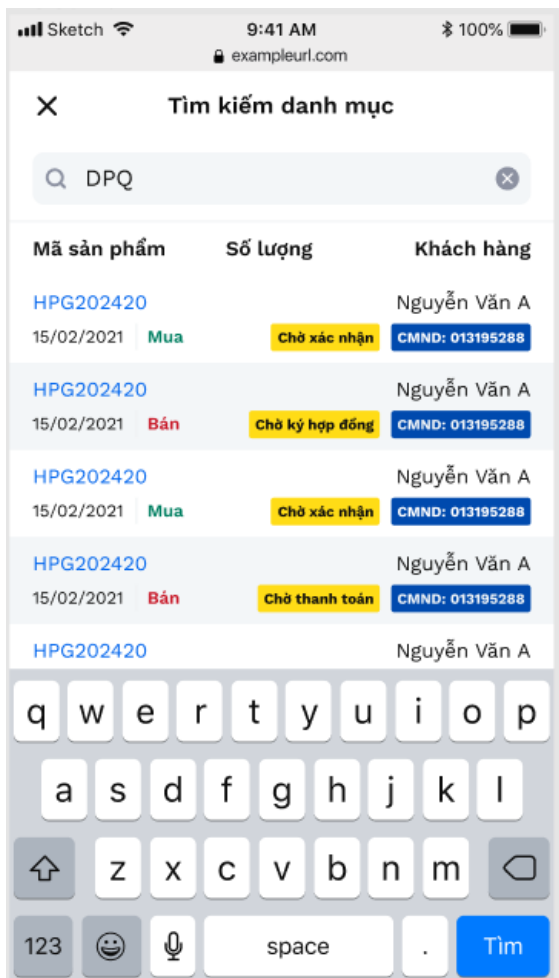 Sketch 9:41 AM 100%
exampleurl.com
Tìm kiếm danh mục
DPQ
Mã sản phẩm Số lượng Khách hàng
HPG202420 Nguyễn Văn A
15/02/2021 Mua Chờ xác nhận CMND: 013195288
HPG202420 Nguyễn Văn A
15/02/2021 Bán Chờ ký hợp đồng CMND: 013195288
HPG202420 Nguyễn Văn A
15/02/2021 Mua Chờ xác nhận CMND: 013195288
HPG202420 Nguyễn Văn A
15/02/2021 Bán Chờ thanh toán CMND: 013195288
HPG202420 Nguyễn Văn A
q w e r t y u i o p
a s d f g h j k l
z x c v b n m
123 space . Tìm